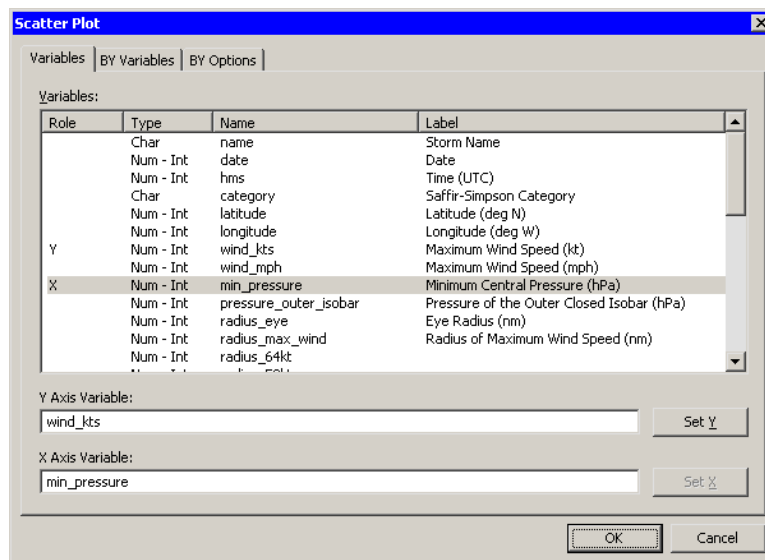 Scatter Plot
Variables BY Variables BY Options
Variables:
Role Type Name Label
Char name Storm Name
Num - Int date Date
Num - Int hms Time (UTC)
Char category Saffir-Simpson Category
Num - Int latitude Latitude (deg N)
Num - Int longitude Longitude (deg W)
Y Num - Int wind_kts Maximum Wind Speed (kt)
Num - Int wind_mph Maximum Wind Speed (mph)
X Num - Int min_pressure Minimum Central Pressure (hPa)
Num - Int pressure_outer_isobar Pressure of the Outer Closed Isobar (hPa)
Num - Int radius_eye Eye Radius (nm)
Num - Int radius_max_wind Radius of Maximum Wind Speed (nm)
Num - Int radius_64kt
Y Axis Variable:
wind_kts Set Y
X Axis Variable:
min_pressure Set X
OK Cancel